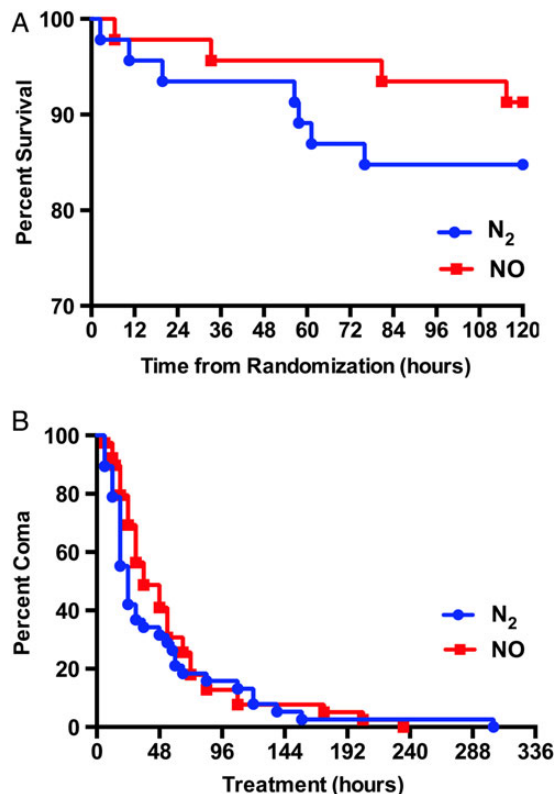 A
Percent Survival
100
90
80
70
0 12 24 36 48 60 72 84 96 108 120
Time from Randomization (hours)
N₂
NO
B
Percent Coma
100
80
60
40
20
0
0 48 96 144 192 240 288 336
Treatment (hours)
N₂
NO